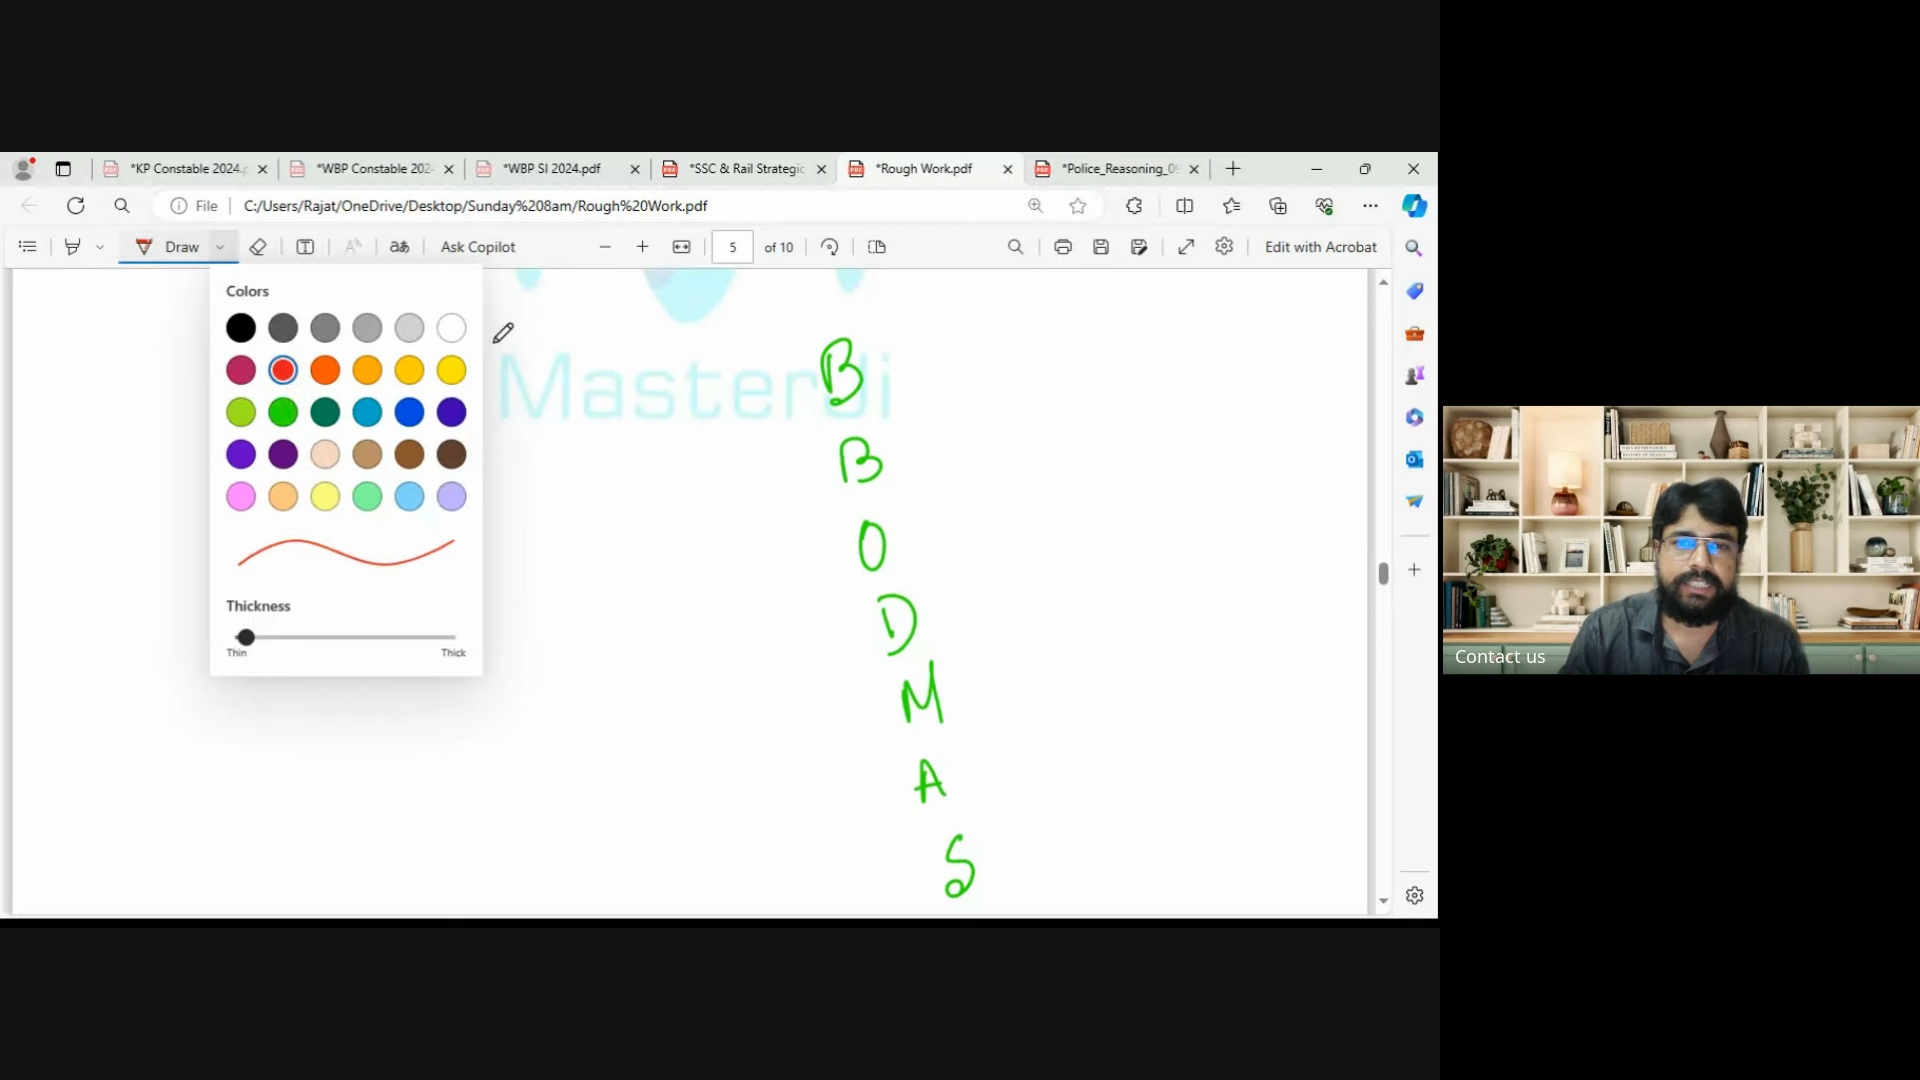 *KP Constable 2024.
*WBP Constable 202
*WBP SI 2024.pdf
*SSC & Rail Strategic
*Rough Work.pdf
*Police_Reasoning_0
File
C:/Users/Rajat/OneDrive/Desktop/Sunday%208am/Rough%20Work.pdf
Draw
Ask Copilot
5
of 10
Edit with Acrobat
Colors
Thickness
Thin
Thick
Masterdi
B
B
O
D
M
A
S
Contact us